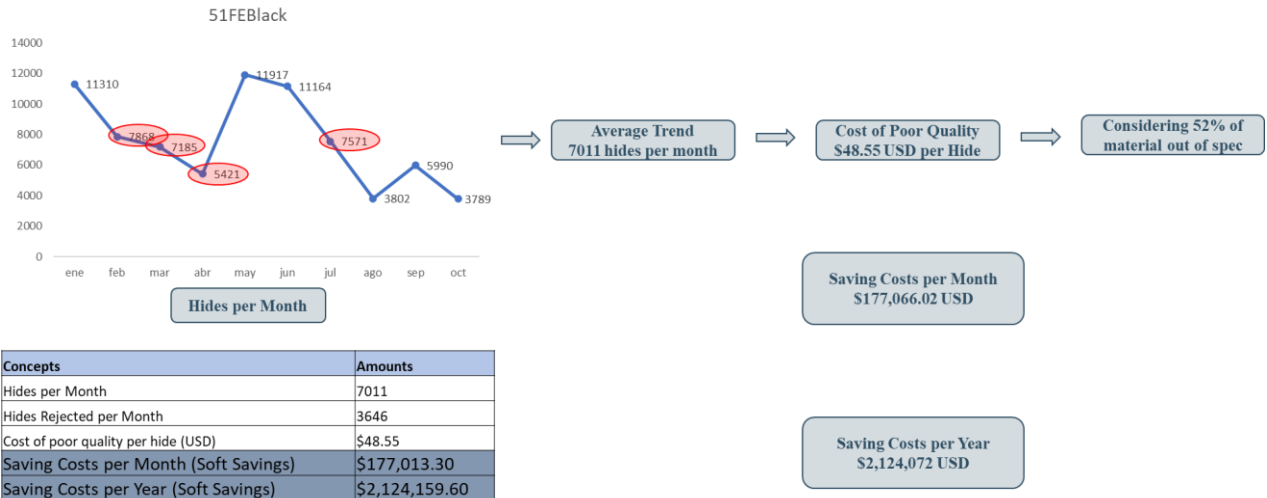 51FEBlack
14000
12000
10000
8000
6000
4000
2000
0
11310
7868
7185
5421
11917
11164
7571
3802
5990
3789
ene feb mar abr may jun jul ago sep oct
Hides per Month
Average Trend
7011 hides per month
Cost of Poor Quality
$48.55 USD per Hide
Considering 52% of
material out of spec
Saving Costs per Month
$177,066.02 USD
Saving Costs per Year
$2,124,072 USD
Concepts Amounts
Hides per Month 7011
Hides Rejected per Month 3646
Cost of poor quality per hide (USD) $48.55
Saving Costs per Month (Soft Savings) $177,013.30
Saving Costs per Year (Soft Savings) $2,124,159.60